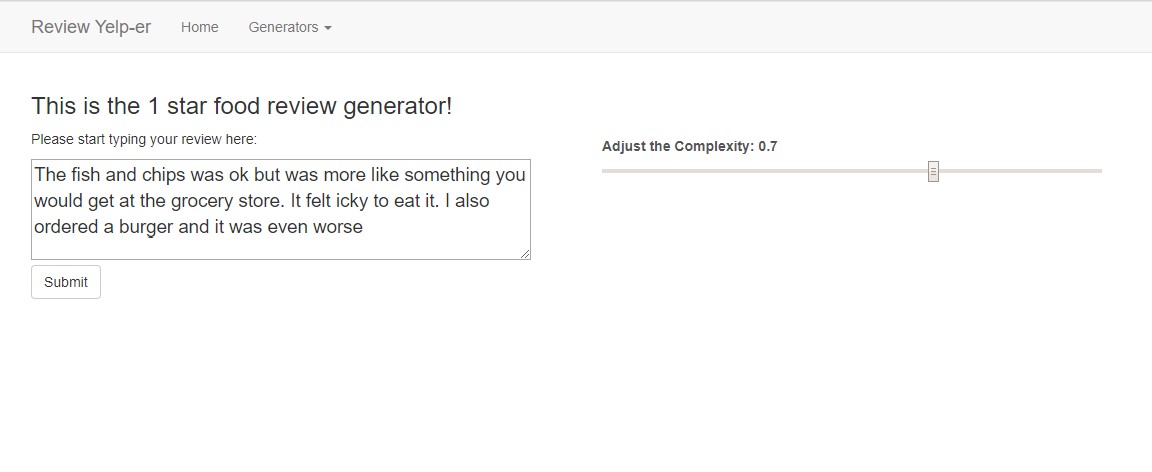 Review Yelp-er Home Generators
This is the 1 star food review generator!
Please start typing your review here:
Adjust the Complexity: 0.7
The fish and chips was ok but was more like something you
would get at the grocery store. It felt icky to eat it. I also
ordered a burger and it was even worse
Submit